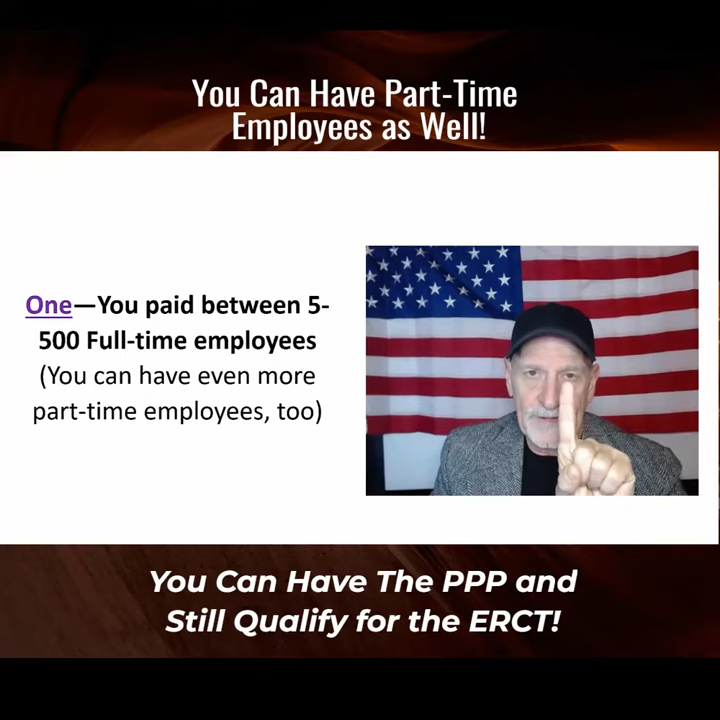 You Can Have Part-Time
Employees as Well!
One—You paid between 5-
500 Full-time employees
(You can have even more
part-time employees, too)
You Can Have The PPP and
Still Qualify for the ERCT!